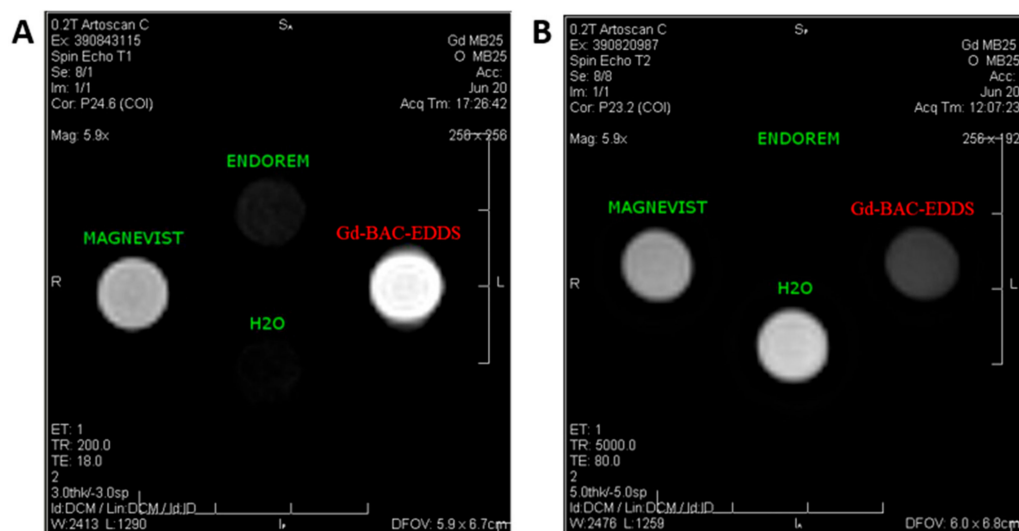 A
0.2T Artoscan C
Ex: 390843115
Spin Echo T1
Se: 8/1
Im: 1/1
Cor: P24.6 (COI)
Mag: 5.9x
SA
Gd MB25
O MB25
Acc:
Jun 20
Acq Tm: 17:26:42
256 x 256
ENDOREM
MAGNEVIST
Gd-BAC-EDDS
R
L
H2O
ET: 1
TR: 200.0
TE: 18.0
2
3.0thk/-3.0sp
Id:DCM / Lin:DCM / Id:ID
W:2413 L:1290
IP
DFOV: 5.9 x 6.7cm
B
0.2T Artoscan C
Ex: 390820987
Spin Echo T2
Se: 8/8
Im: 1/1
Cor: P23.2 (COI)
Mag: 5.9x
SP
Gd MB25
O MB25
Acc:
Jun 20
Acq Tm: 12:07:23
256 x 192
ENDOREM
MAGNEVIST
Gd-BAC-EDDS
R
L
H2O
ET: 1
TR: 5000.0
TE: 80.0
2
5.0thk/-5.0sp
Id:DCM / Lin:DCM / Id:ID
W:2476 L:1259
IA
DFOV: 6.0 x 6.8cm